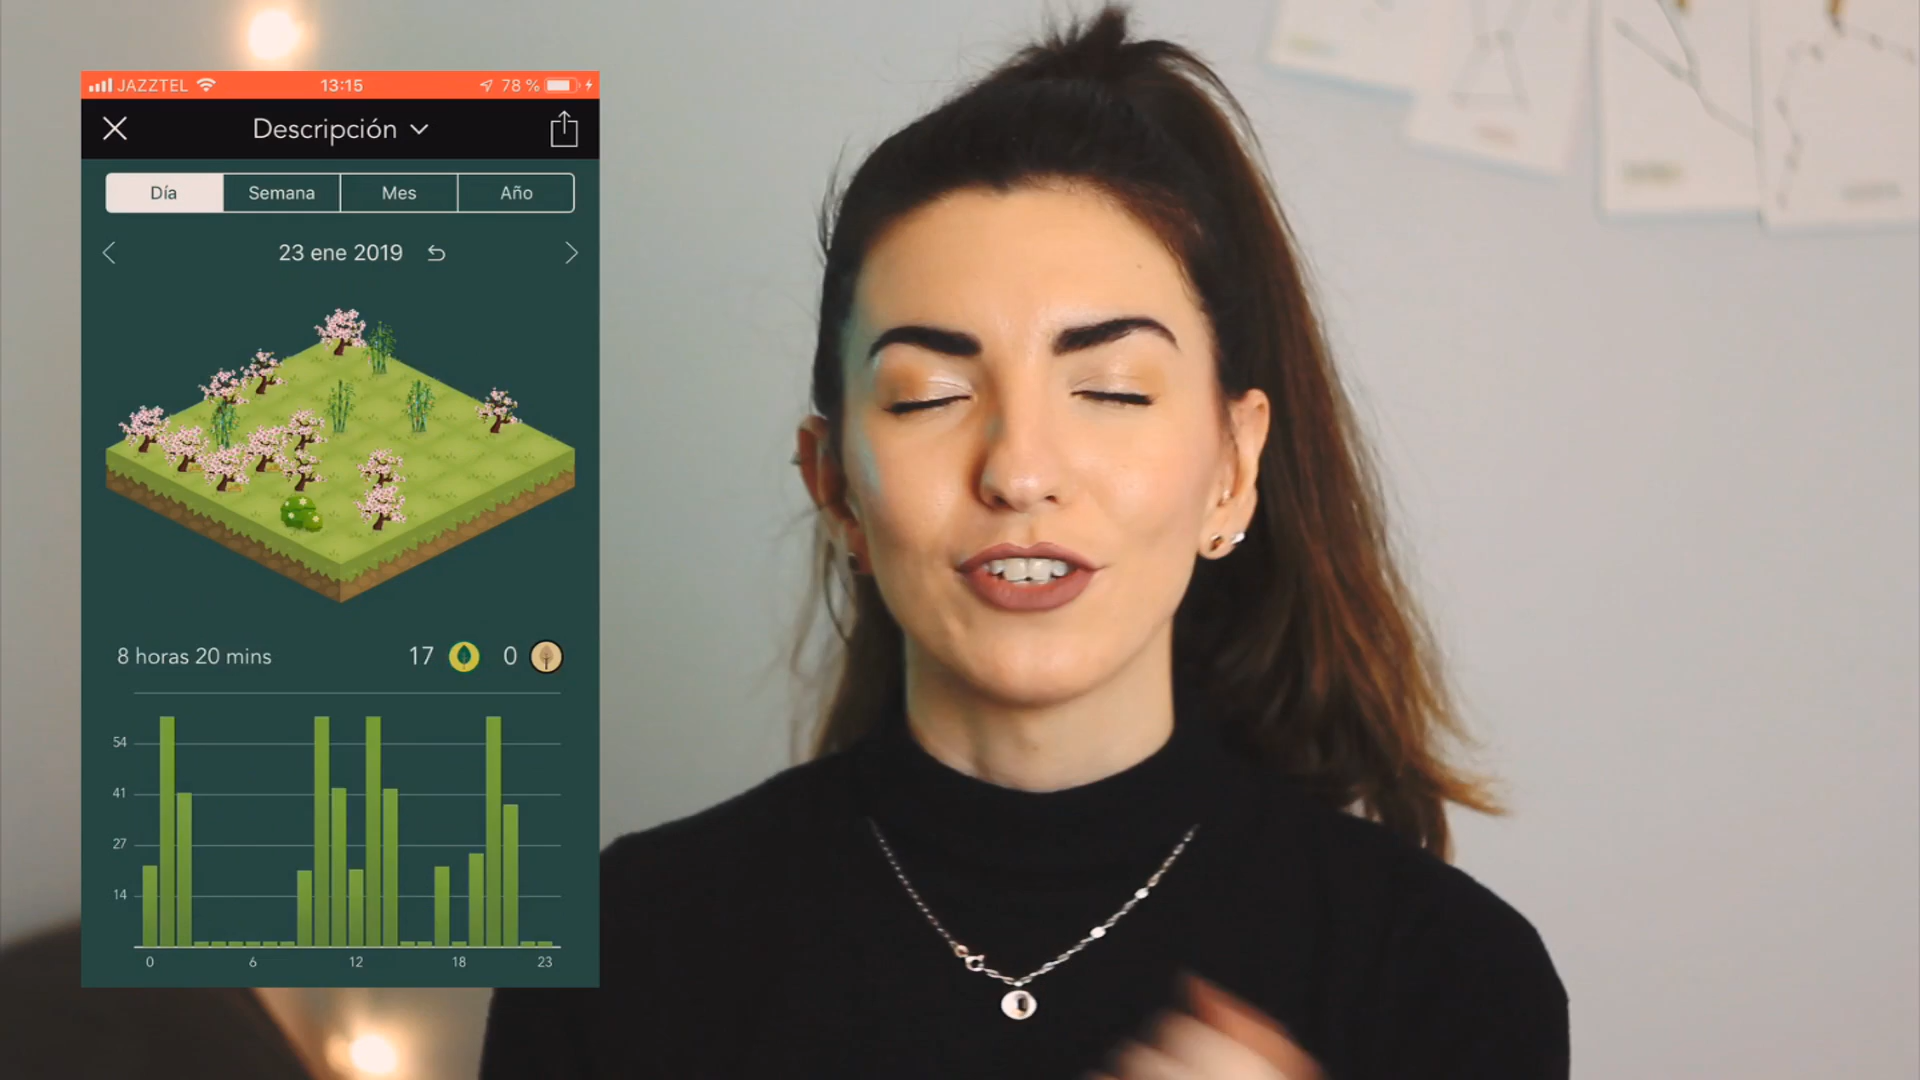 JAZZTEL 13:15 78 %
Descripción
Día Semana Mes Año
23 ene 2019
8 horas 20 mins 17 0
54
41
27
14
0 6 12 18 23